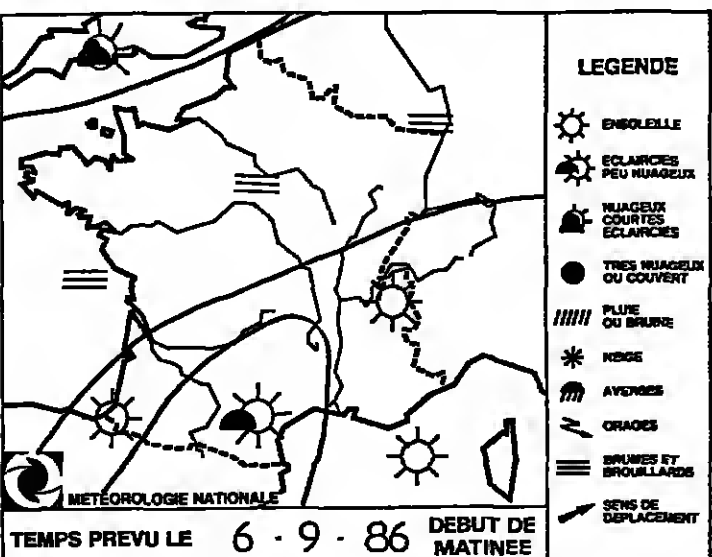 LEGENDE
ENSOLEILLE
ECLAIRCIES
PEU NUAGEUX
NUAGEUX
COURTES
ECLAIRCIES
TRES NUAGEUX
OU COUVERT
PLUIE
OU BRUINE
NEIGE
AVERSES
ORAGES
BRUMES ET
BROUILLARDS
SENS DE
DEPLACEMENT
METEOROLOGIE NATIONALE
TEMPS PREVU LE 6 - 9 - 86 DEBUT DE
MATINEE